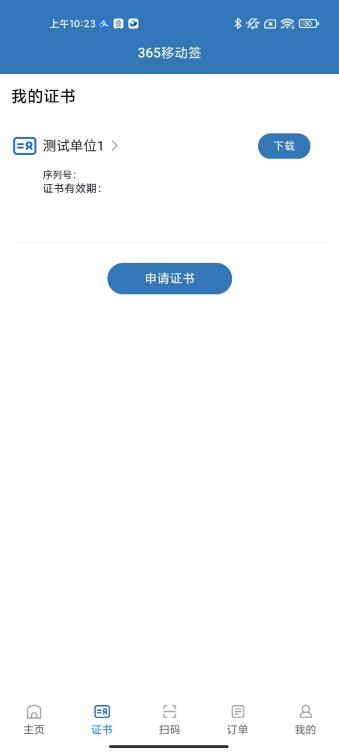 上午10:23
80
365移动签
我的证书
测试单位1
下载
序列号:
证书有效期:
申请证书
主页
证书
扫码
订单
我的